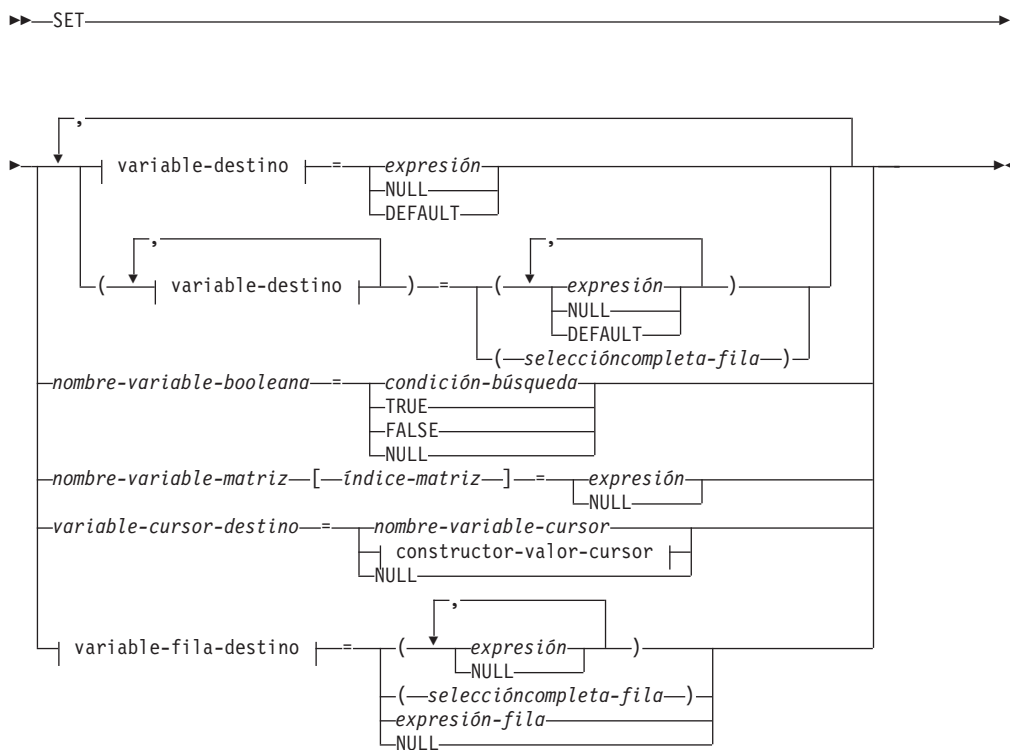 SET
,
variable-destino = expresión
NULL
DEFAULT
, ,
( variable-destino ) = ( expresión )
NULL
DEFAULT
( seleccióncompleta-fila )
nombre-variable-booleana = condición-búsqueda
TRUE
FALSE
NULL
nombre-variable-matriz [ índice-matriz ] = expresión
NULL
variable-cursor-destino = nombre-variable-cursor
constructor-valor-cursor
NULL
,
variable-fila-destino = ( expresión )
NULL
( seleccióncompleta-fila )
expresión-fila
NULL